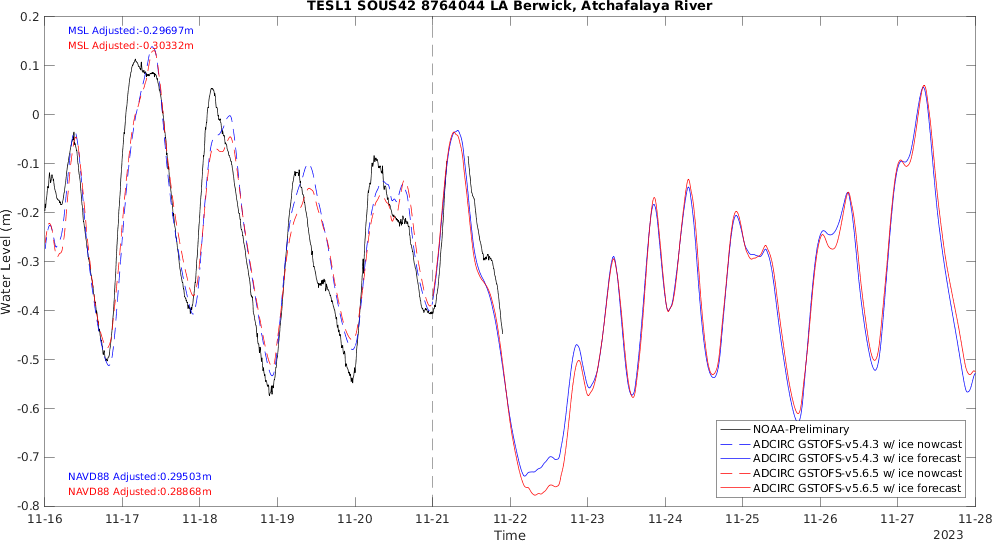 TESL1 SOUS42 8764044 LA Berwick, Atchafalaya River
MSL Adjusted:-0.29697m
MSL Adjusted:-0.30332m
0.2
0.1
0
-0.1
-0.2
-0.3
-0.4
-0.5
-0.6
-0.7
-0.8
Water Level (m)
NAVD88 Adjusted:0.29503m
NAVD88 Adjusted:0.28868m
NOAA-Preliminary
ADCIRC GSTOFS-v5.4.3 w/ ice nowcast
ADCIRC GSTOFS-v5.4.3 w/ ice forecast
ADCIRC GSTOFS-v5.6.5 w/ ice nowcast
ADCIRC GSTOFS-v5.6.5 w/ ice forecast
11-16 11-17 11-18 11-19 11-20 11-21 11-22 11-23 11-24 11-25 11-26 11-27 11-28
Time
2023